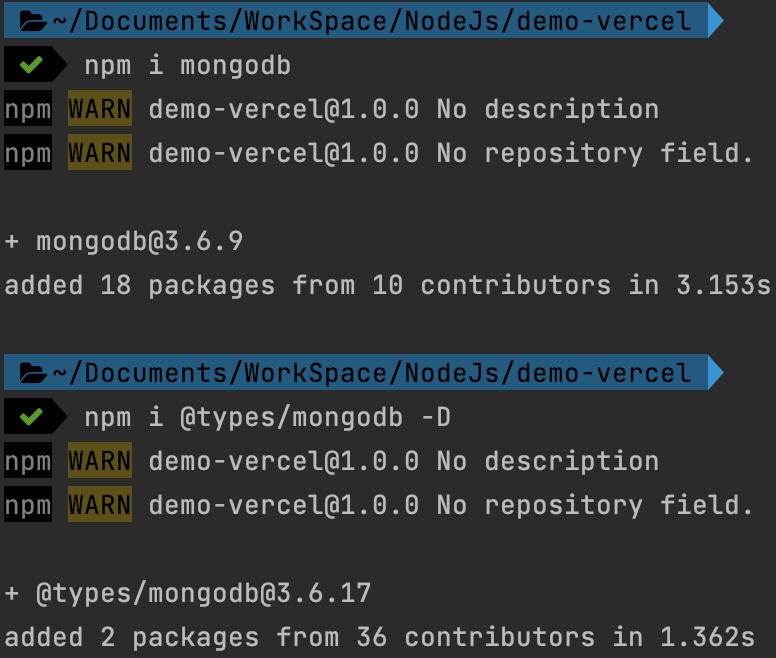 ~/Documents/WorkSpace/NodeJs/demo-vercel
npm i mongodb
npm WARN demo-vercel@1.0.0 No description
npm WARN demo-vercel@1.0.0 No repository field.
+ mongodb@3.6.9
added 18 packages from 10 contributors in 3.153s
~/Documents/WorkSpace/NodeJs/demo-vercel
npm i @types/mongodb -D
npm WARN demo-vercel@1.0.0 No description
npm WARN demo-vercel@1.0.0 No repository field.
+ @types/mongodb@3.6.17
added 2 packages from 36 contributors in 1.362s